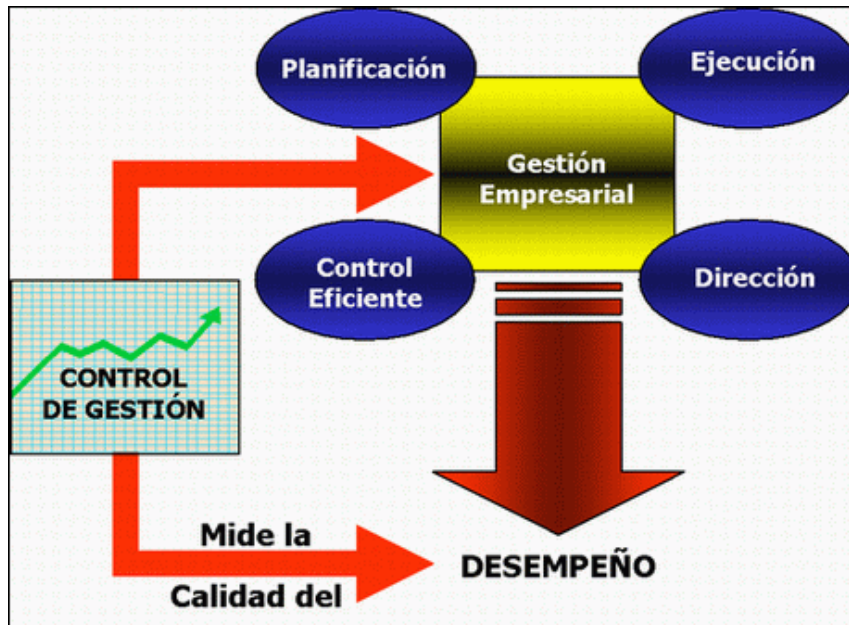 Planificación
Ejecución
Gestión
Empresarial
Control
Eficiente
Dirección
CONTROL
DE GESTIÓN
Mide la
Calidad del
DESEMPEÑO